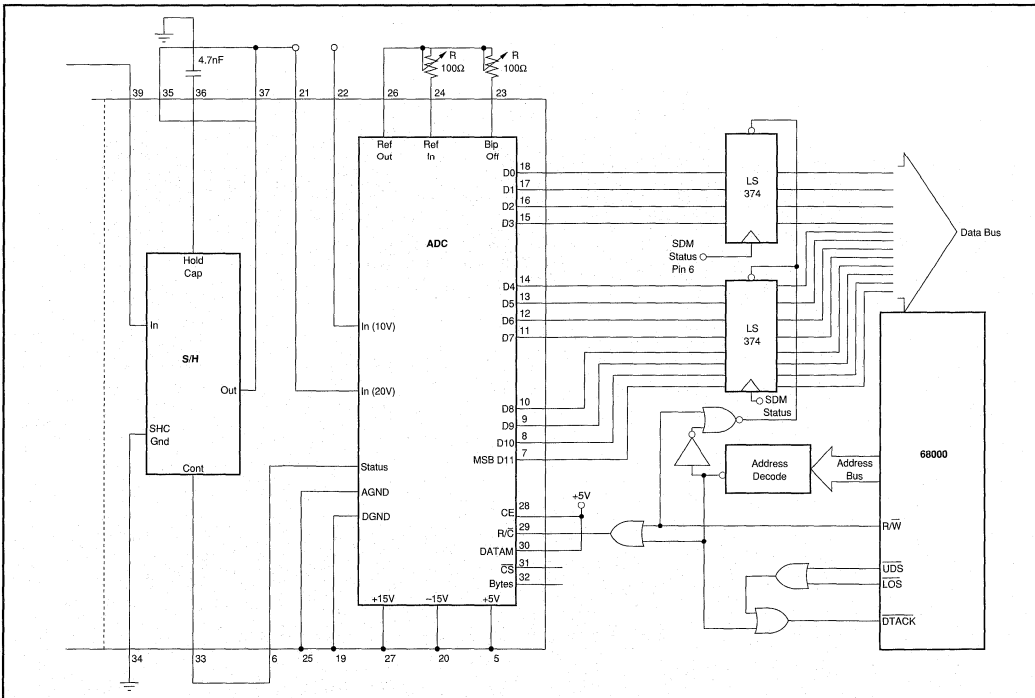 4.7nF
R
100Ω
R
100Ω
39 35 36 37 21 22 26 24 23
Ref Out
Ref In
Bip Off
D0 18
D1 17
D2 16
D3 15
LS 374
SDM Status Pin 6
Data Bus
ADC
D4 14
D5 13
D6 12
D7 11
LS 374
SDM Status
Hold Cap
In
S/H
Out
SHC Gnd
Cont
In (10V)
In (20V)
D8 10
D9 9
D10 8
MSB D11 7
Status
AGND
DGND
Address Decode
Address Bus
68000
+5V
CE 28
R/C̅ 29
DATAM 30
C̅S̅ 31
Bytes 32
R/W̅
U̅D̅S̅
L̅O̅S̅
D̅T̅A̅C̅K̅
+15V −15V +5V
34 33 6 25 19 27 20 5